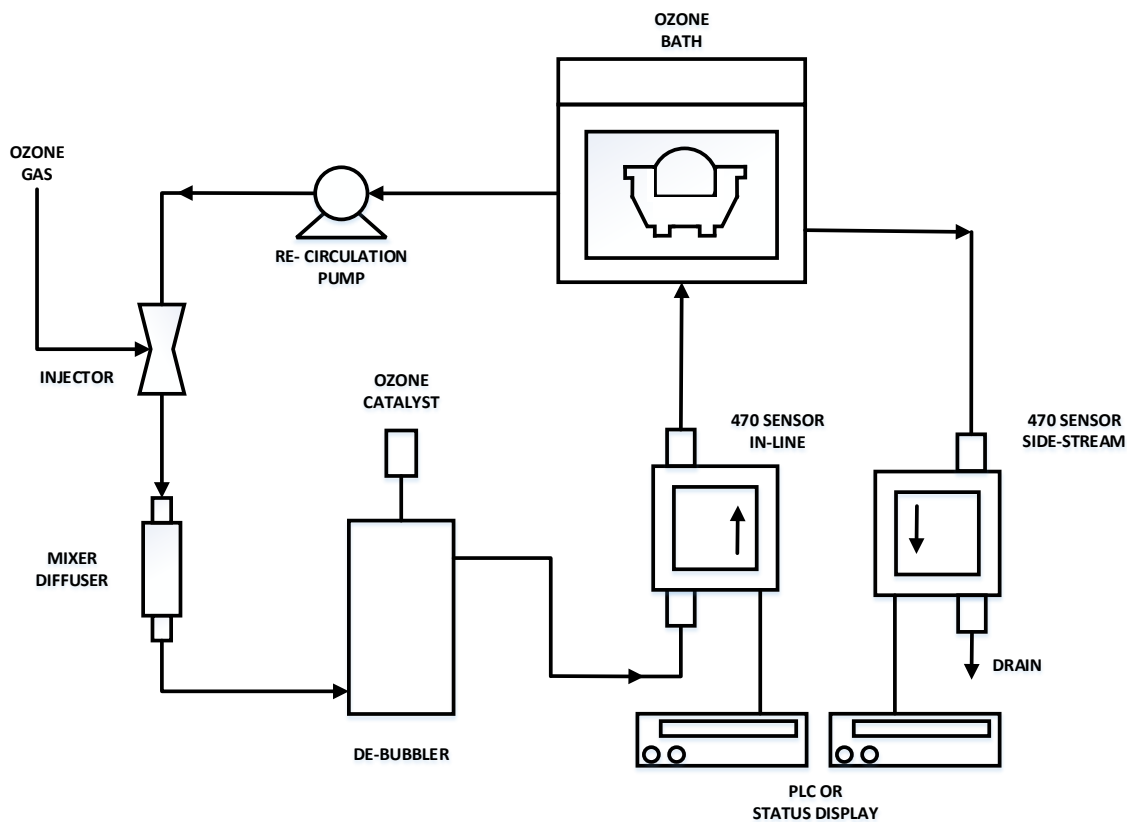 OZONE
BATH
OZONE
GAS
RE- CIRCULATION
PUMP
INJECTOR
OZONE
CATALYST
470 SENSOR
IN-LINE
470 SENSOR
SIDE-STREAM
MIXER
DIFFUSER
DRAIN
DE-BUBBLER
PLC OR
STATUS DISPLAY